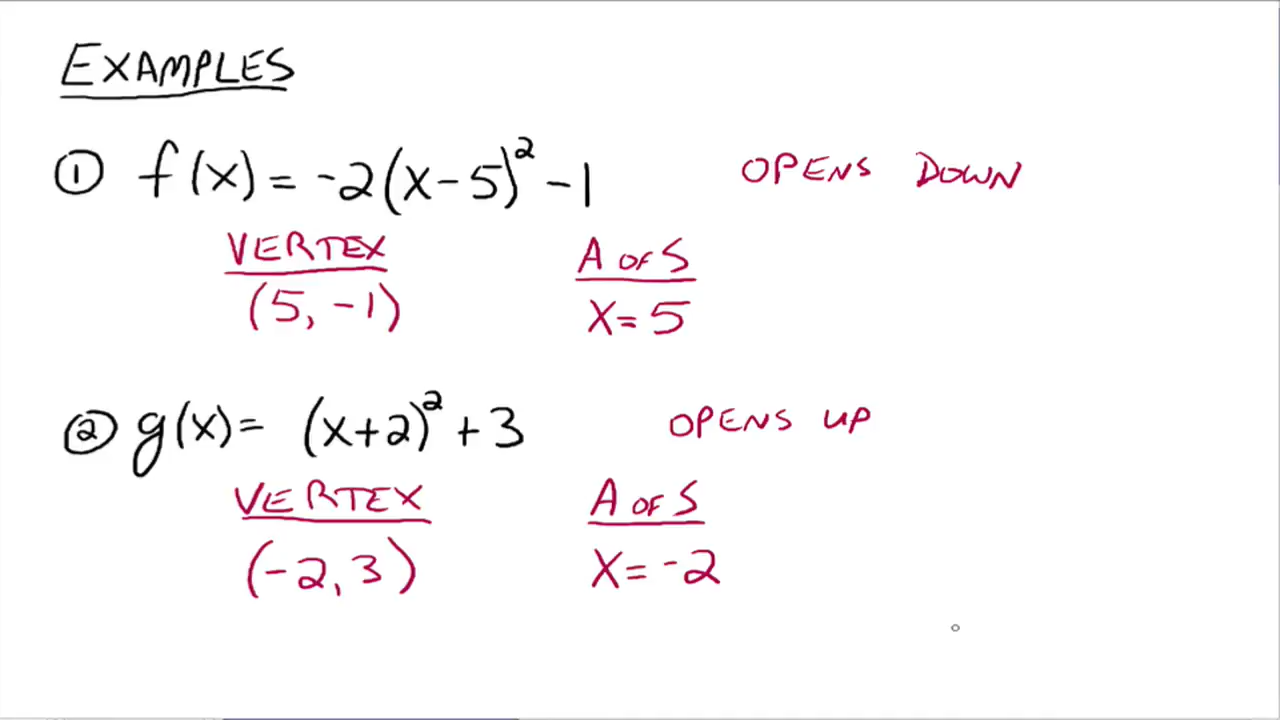 EXAMPLES
① f(x) = -2(x-5)² -1 OPENS DOWN
VERTEX A OF S
(5, -1) X= 5
② g(x)= (x+2)² +3 OPENS UP
VERTEX A OF S
(-2, 3) X= -2